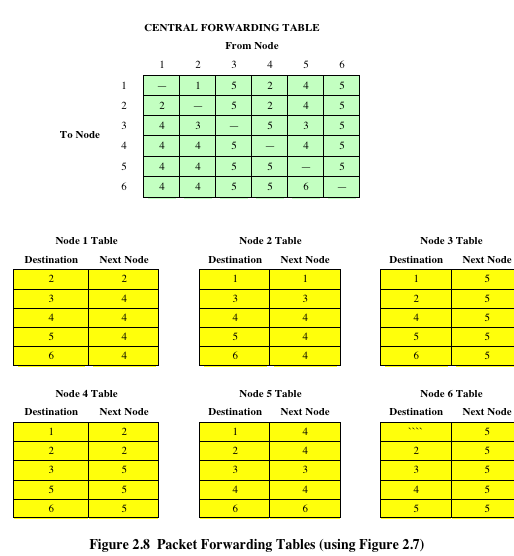 CENTRAL FORWARDING TABLE
From Node
1 2 3 4 5 6
1 — 1 5 2 4 5
2 2 — 5 2 4 5
3 4 3 — 5 3 5
To Node
4 4 4 5 — 4 5
5 4 4 5 5 — 5
6 4 4 5 5 6 —
Node 1 Table Node 2 Table Node 3 Table
Destination Next Node Destination Next Node Destination Next Node
2 2 1 1 1 5
3 4 3 3 2 5
4 4 4 4 4 5
5 4 5 4 5 5
6 4 6 4 6 5
Node 4 Table Node 5 Table Node 6 Table
Destination Next Node Destination Next Node Destination Next Node
1 2 1 4 ```` 5
2 2 2 4 2 5
3 5 3 3 3 5
5 5 4 4 4 5
6 5 6 6 5 5
Figure 2.8 Packet Forwarding Tables (using Figure 2.7)